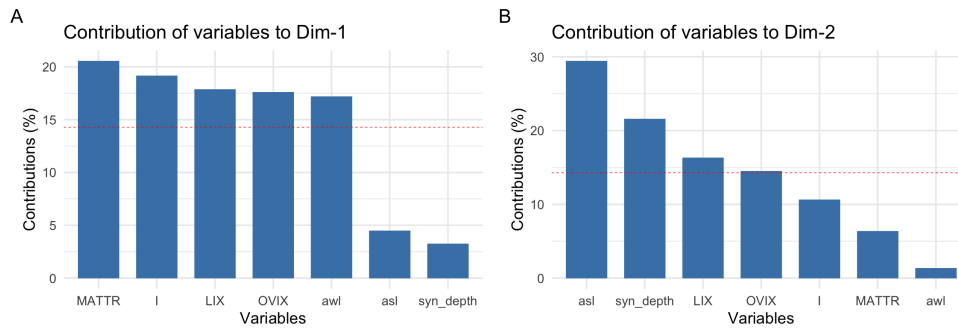 A
Contribution of variables to Dim-1
20
15
10
5
0
Contributions (%)
MATTR I LIX OVIX awl asl syn_depth
Variables
B
Contribution of variables to Dim-2
30
20
10
0
Contributions (%)
asl syn_depth LIX OVIX I MATTR awl
Variables